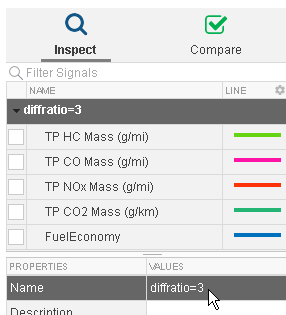 Inspect Compare
Filter Signals
NAME LINE
diffratio=3
TP HC Mass (g/mi)
TP CO Mass (g/mi)
TP NOx Mass (g/mi)
TP CO2 Mass (g/km)
FuelEconomy
PROPERTIES VALUES
Name diffratio=3
Description